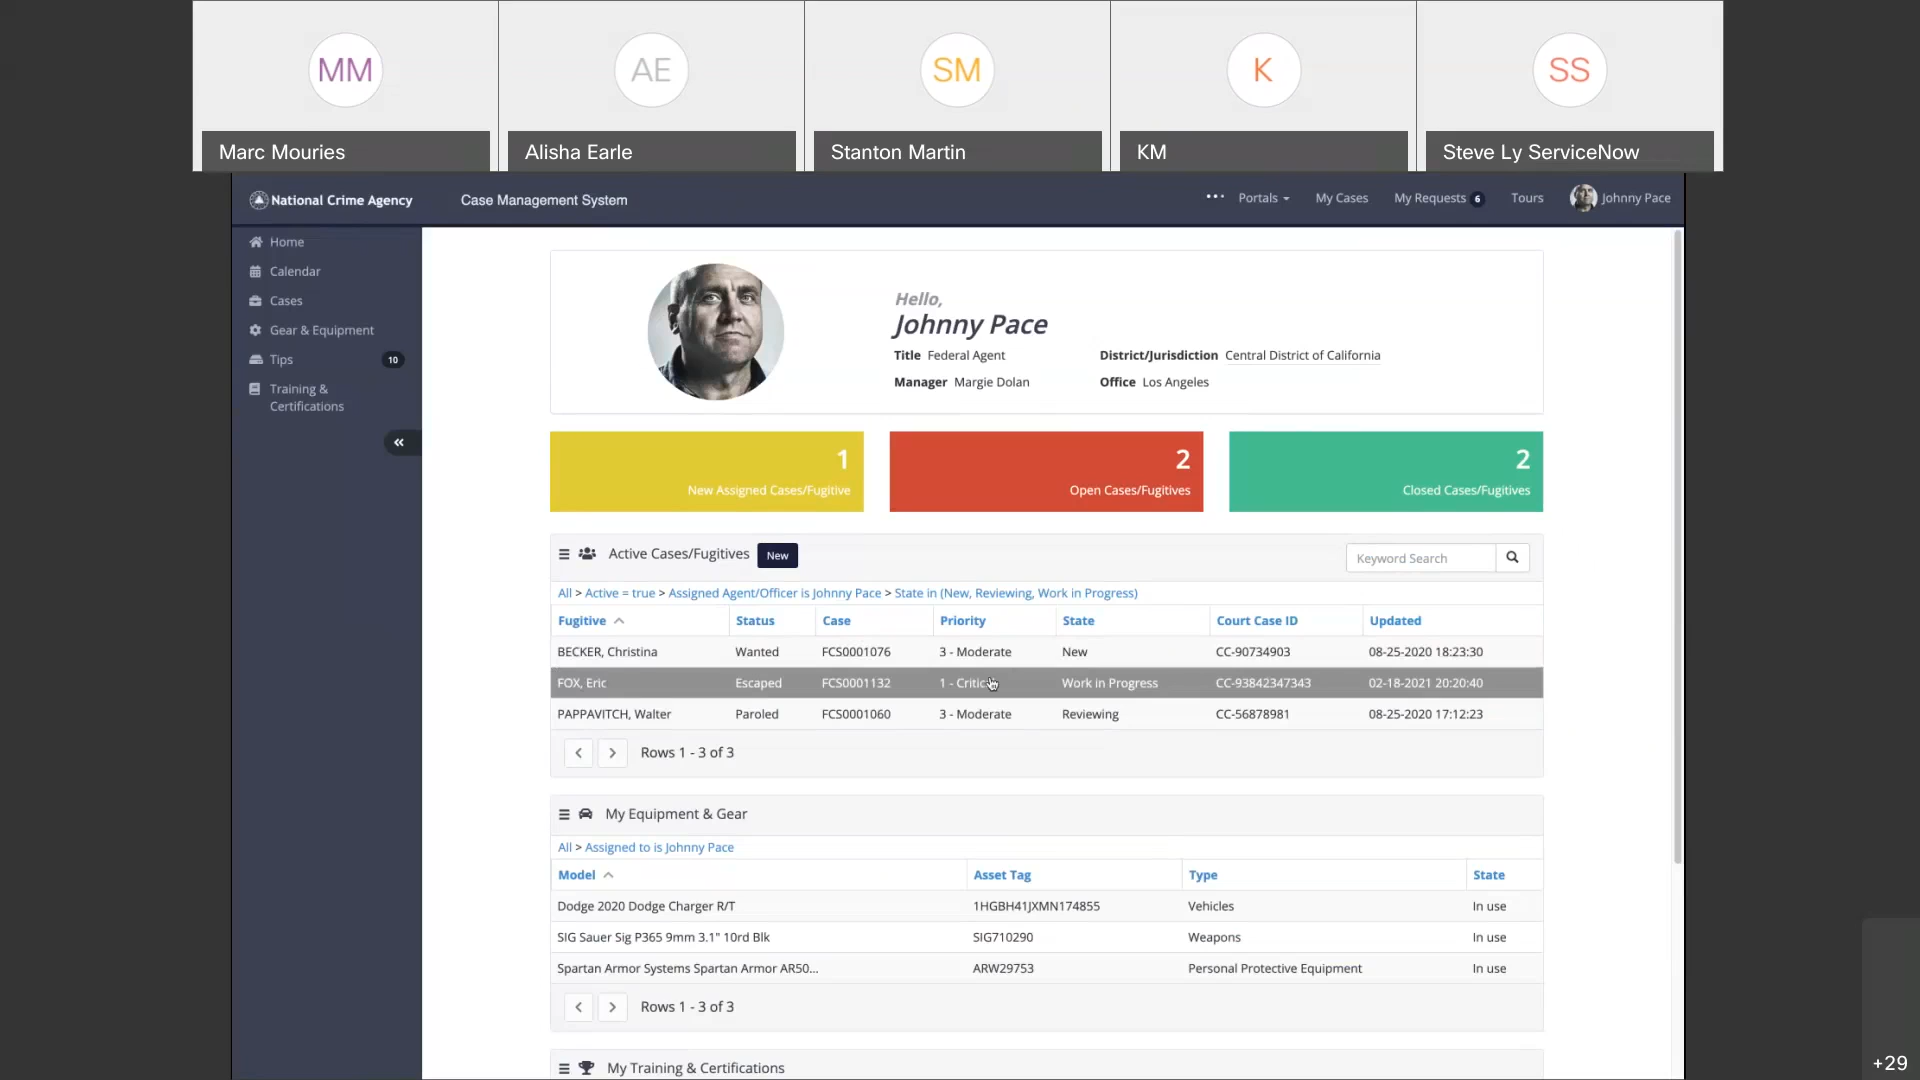 MM
AE
SM
K
SS
Marc Mouries
Alisha Earle
Stanton Martin
KM
Steve Ly ServiceNow
National Crime Agency
Case Management System
Portals
My Cases
My Requests 6
Tours
Johnny Pace
Home
Calendar
Cases
Gear & Equipment
Tips 10
Training &
Certifications
Hello,
Johnny Pace
Title Federal Agent
District/Jurisdiction Central District of California
Manager Margie Dolan
Office Los Angeles
1
New Assigned Cases/Fugitive
2
Open Cases/Fugitives
2
Closed Cases/Fugitives
Active Cases/Fugitives New
Keyword Search
All > Active = true > Assigned Agent/Officer is Johnny Pace > State in (New, Reviewing, Work in Progress)
Fugitive Status Case Priority State Court Case ID Updated
BECKER, Christina Wanted FCS0001076 3 - Moderate New CC-90734903 08-25-2020 18:23:30
FOX, Eric Escaped FCS0001132 1 - Critic Work in Progress CC-93842347343 02-18-2021 20:20:40
PAPPAVITCH, Walter Paroled FCS0001060 3 - Moderate Reviewing CC-56878981 08-25-2020 17:12:23
Rows 1 - 3 of 3
My Equipment & Gear
All > Assigned to is Johnny Pace
Model Asset Tag Type State
Dodge 2020 Dodge Charger R/T 1HGBH41JXMN174855 Vehicles In use
SIG Sauer Sig P365 9mm 3.1" 10rd Blk SIG710290 Weapons In use
Spartan Armor Systems Spartan Armor AR50... ARW29753 Personal Protective Equipment In use
Rows 1 - 3 of 3
My Training & Certifications
+29